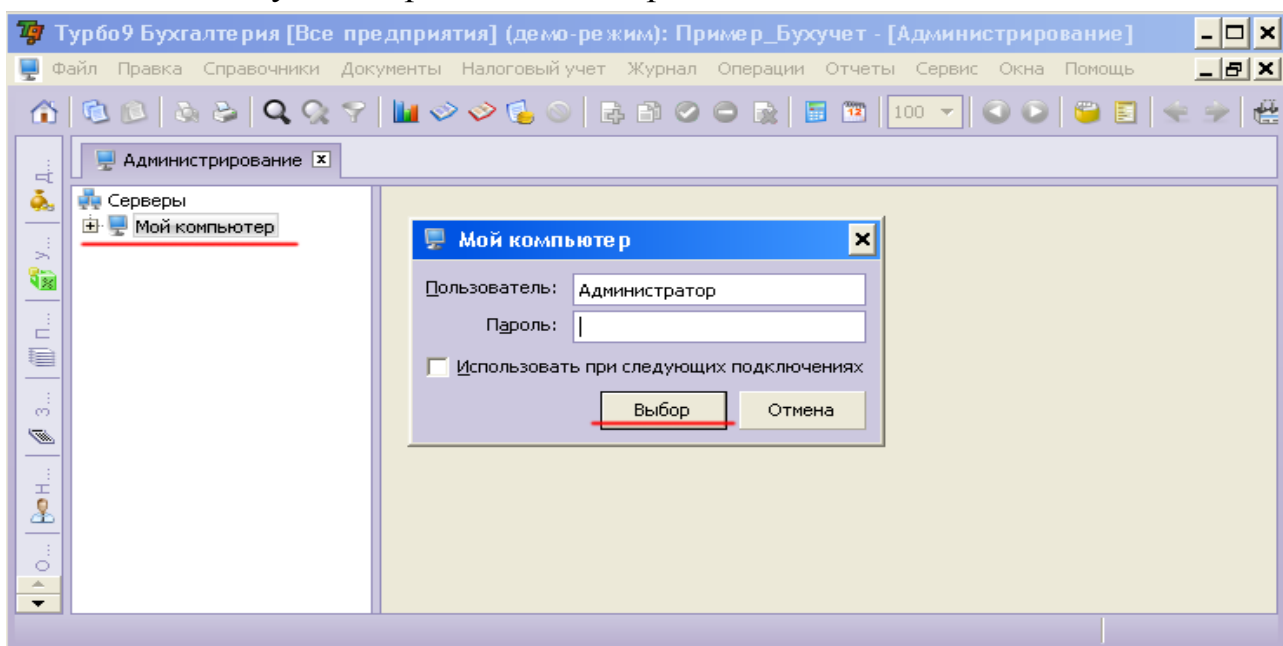 Турбо9 Бухгалтерия [Все предприятия] (демо-режим): Пример_Бухучет - [Администрирование]
Файл Правка Справочники Документы Налоговый учет Журнал Операции Отчеты Сервис Окна Помощь
100
12
Администрирование
Серверы
Мой компьютер
Мой компьютер
Пользователь: Администратор
Пароль:
Использовать при следующих подключениях
Выбор Отмена
Д...
У...
П...
З...
Н...
О...